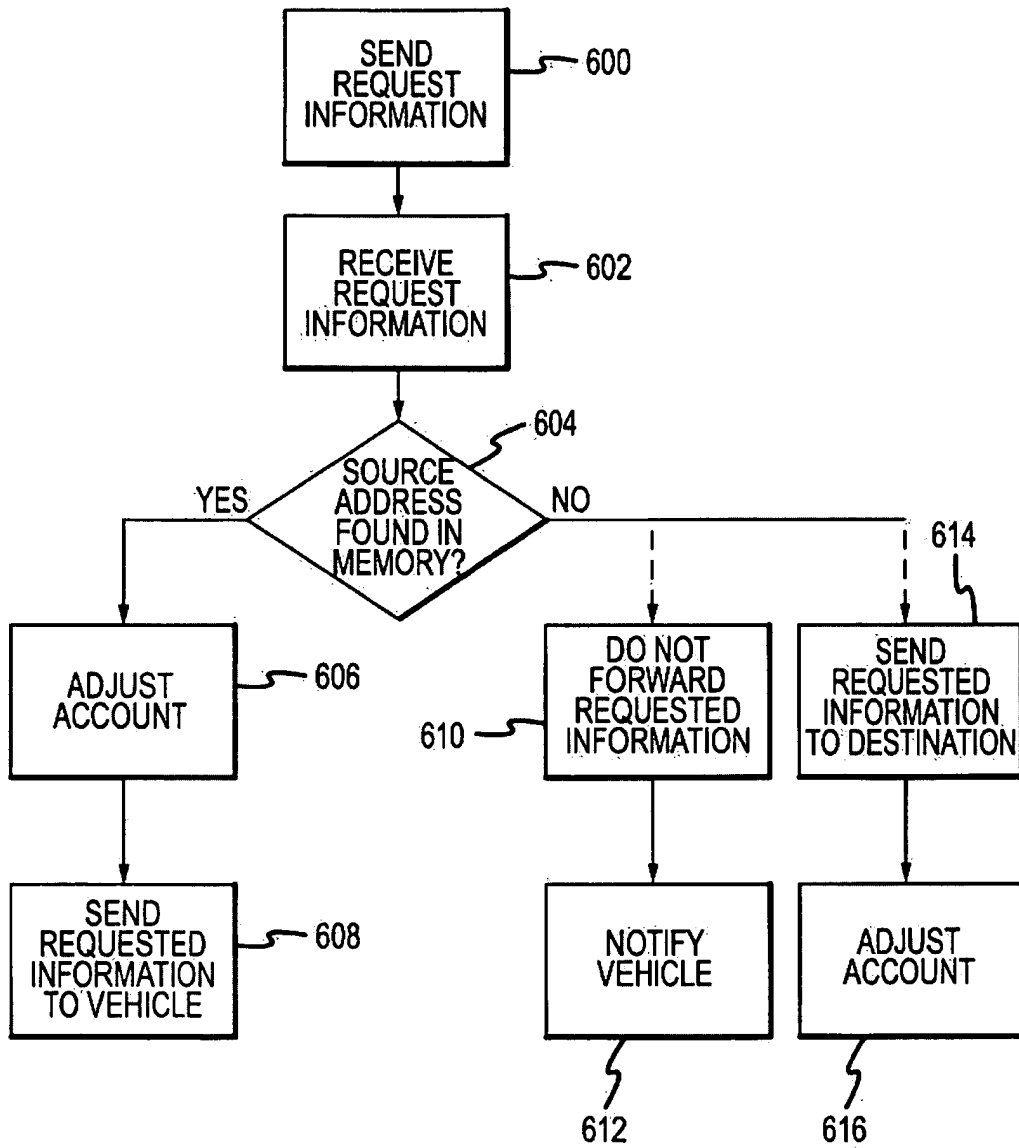 SEND
REQUEST
INFORMATION
600
RECEIVE
REQUEST
INFORMATION
602
604
SOURCE
ADDRESS
FOUND IN
MEMORY?
YES
NO
614
ADJUST
ACCOUNT
606
DO NOT
FORWARD
REQUESTED
INFORMATION
610
SEND
REQUESTED
INFORMATION
TO DESTINATION
SEND
REQUESTED
INFORMATION
TO VEHICLE
608
NOTIFY
VEHICLE
ADJUST
ACCOUNT
612
616